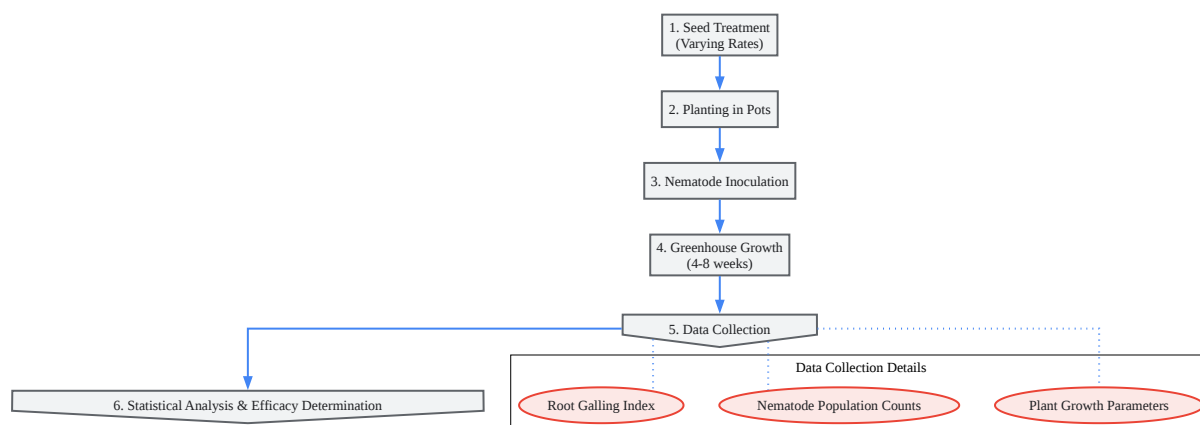 1. Seed Treatment
(Varying Rates)
2. Planting in Pots
3. Nematode Inoculation
4. Greenhouse Growth
(4-8 weeks)
5. Data Collection
Data Collection Details
6. Statistical Analysis & Efficacy Determination
Root Galling Index
Nematode Population Counts
Plant Growth Parameters